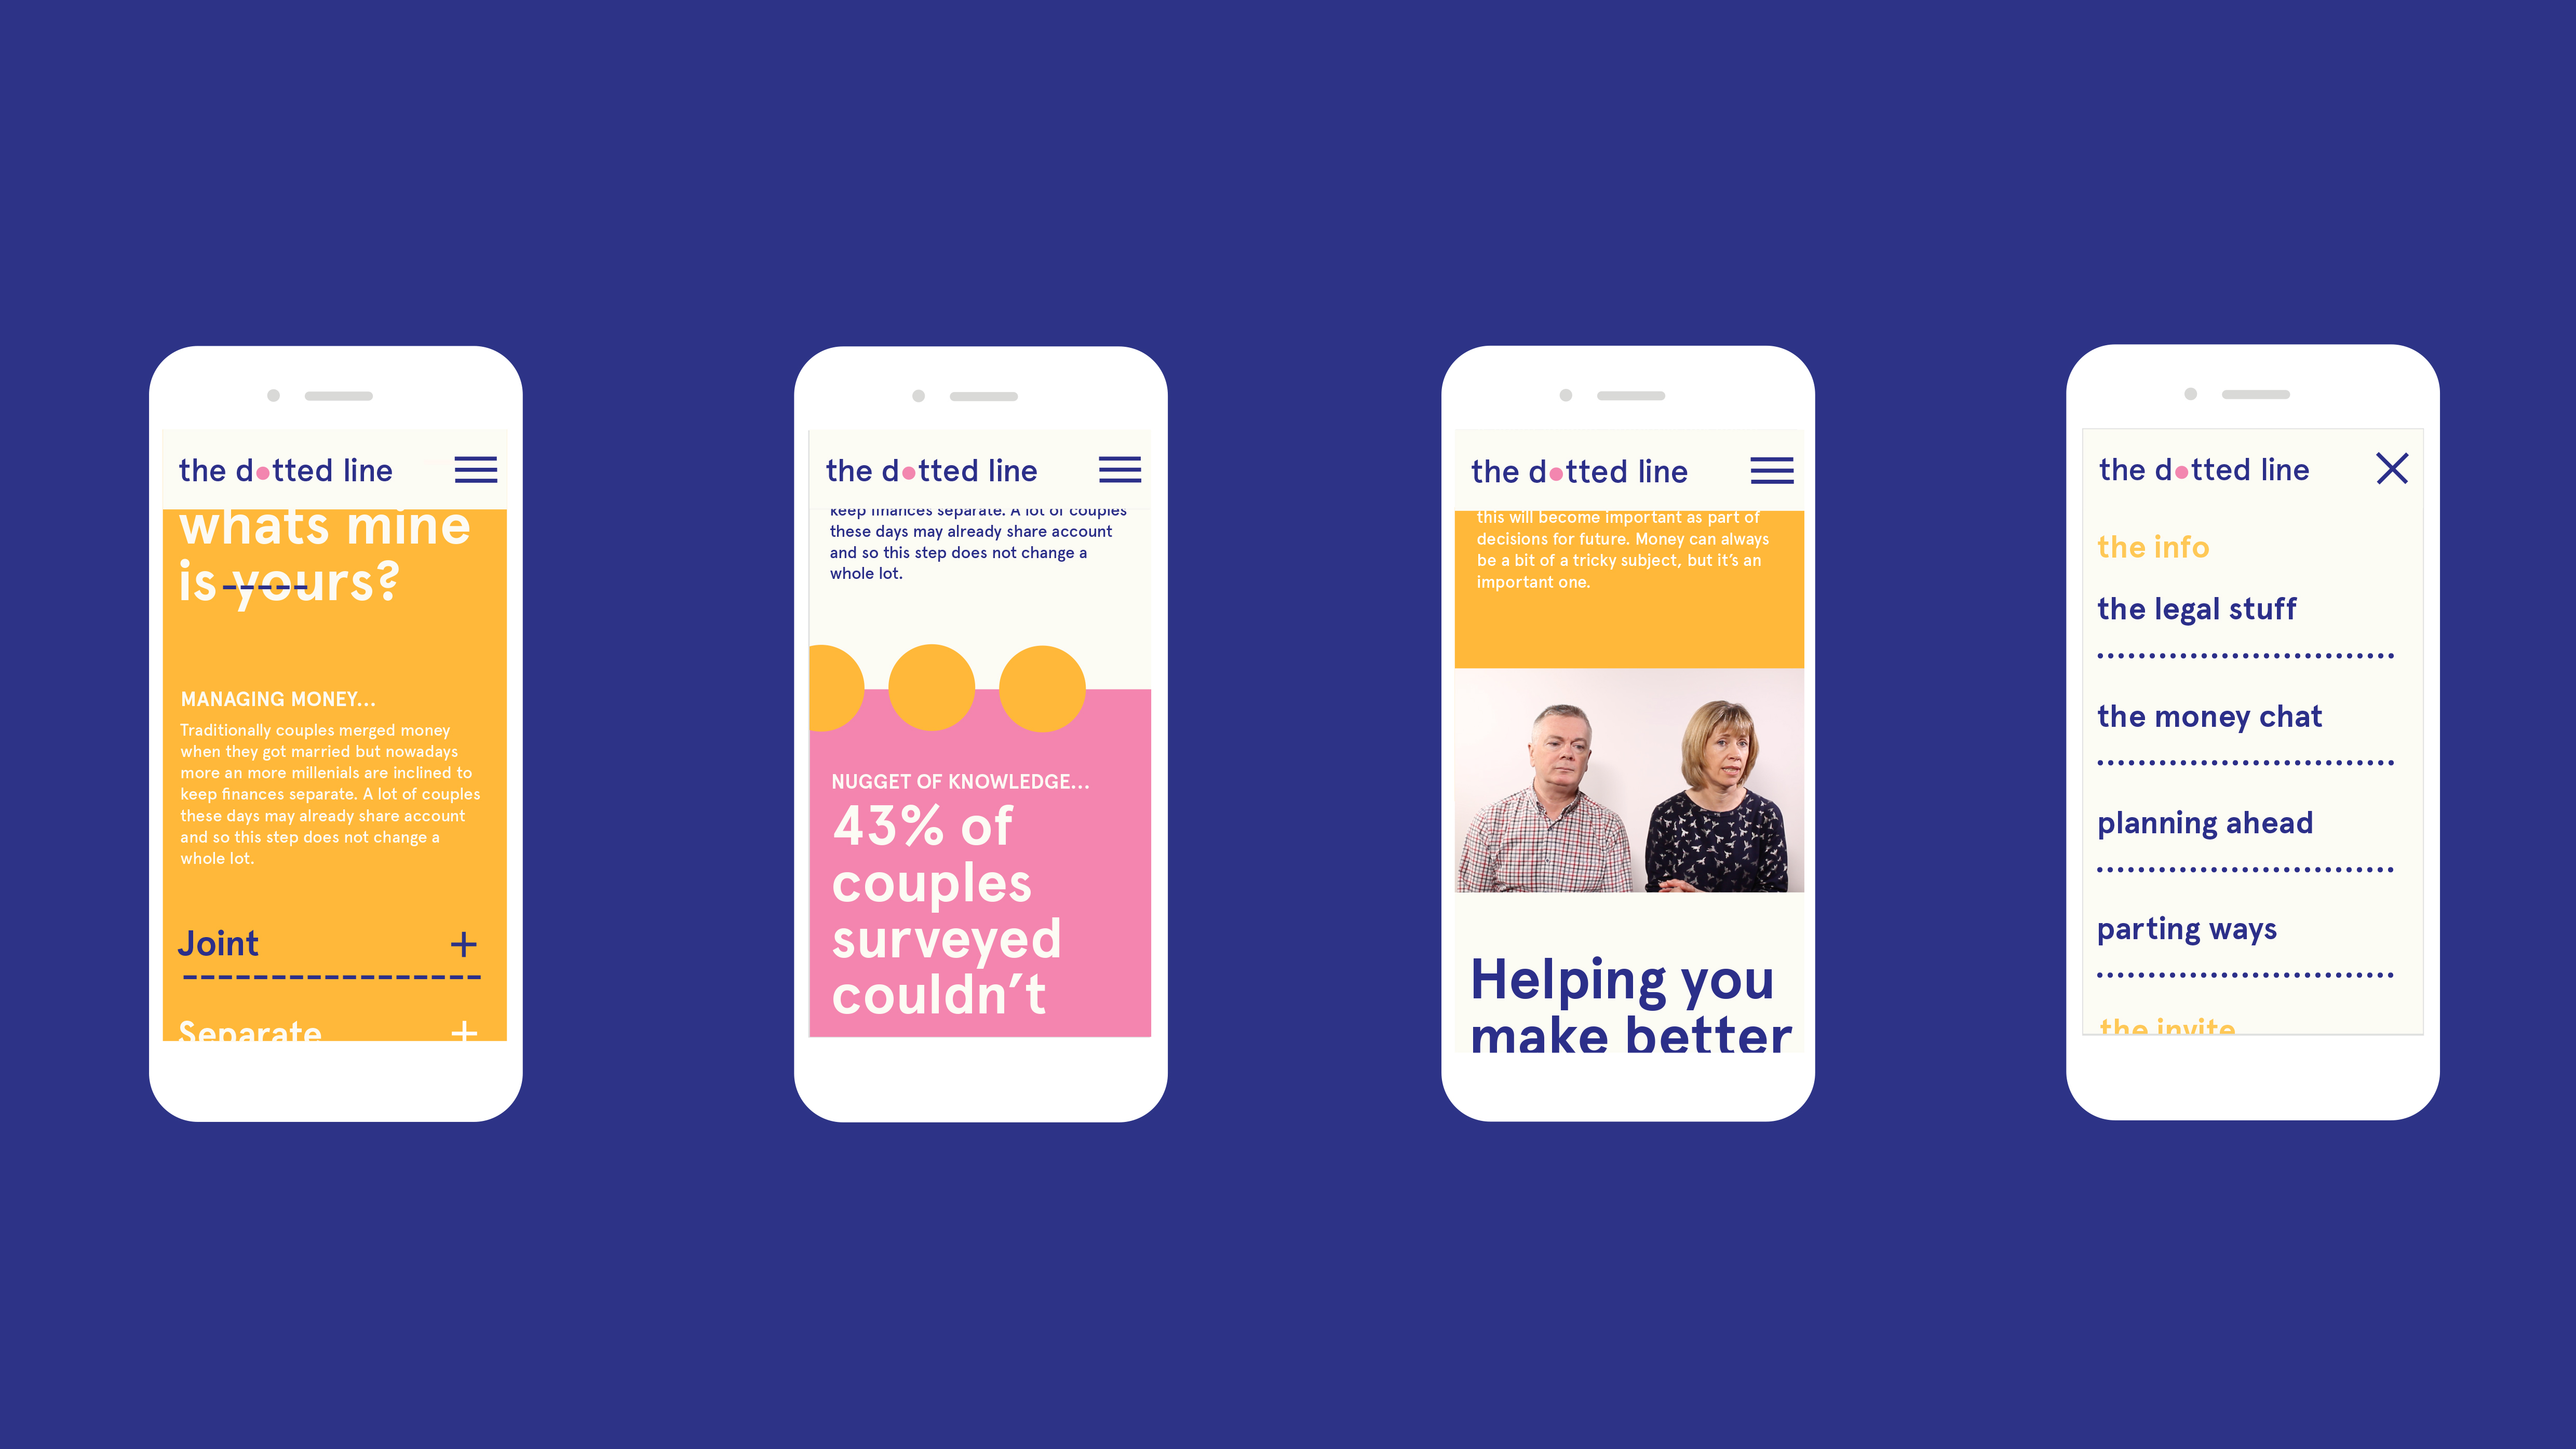 the dotted line
whats mine
is yours?
MANAGING MONEY...
Traditionally couples merged money
when they got married but nowadays
more an more millenials are inclined to
keep finances separate. A lot of couples
these days may already share account
and so this step does not change a
whole lot.
Joint +
Separate +
the dotted line
keep finances separate. A lot of couples
these days may already share account
and so this step does not change a
whole lot.
NUGGET OF KNOWLEDGE...
43% of
couples
surveyed
couldn’t
the dotted line
this will become important as part of
decisions for future. Money can always
be a bit of a tricky subject, but it’s an
important one.
Helping you
make better
the dotted line
the info
the legal stuff
the money chat
planning ahead
parting ways
the invite